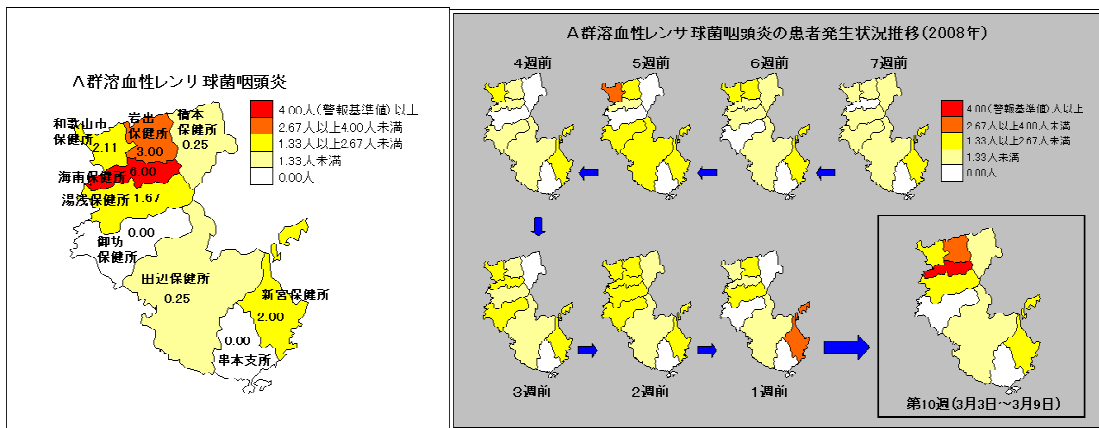 A群溶血性レンリ球菌咽頭炎
4.00人(警報基準値)以上
2.67人以上4.00人未満
1.33人以上2.67人未満
1.33人未満
0.00人
和歌山市
保健所
2.11
岩出
保健所
3.00
橋本
保健所
0.25
海南保健所
6.00
湯浅保健所
1.67
御坊
保健所
0.00
田辺保健所
0.25
新宮保健所
2.00
0.00
串本支所
A群溶血性レンサ球菌咽頭炎の患者発生状況推移(2008年)
4週前
5週前
6週前
7週前
4.00(警報基準値)人以上
2.67人以上4.00人未満
1.33人以上2.67人未満
1.33人未満
0.00人
3週前
2週前
1週前
第10週(3月3日~3月9日)